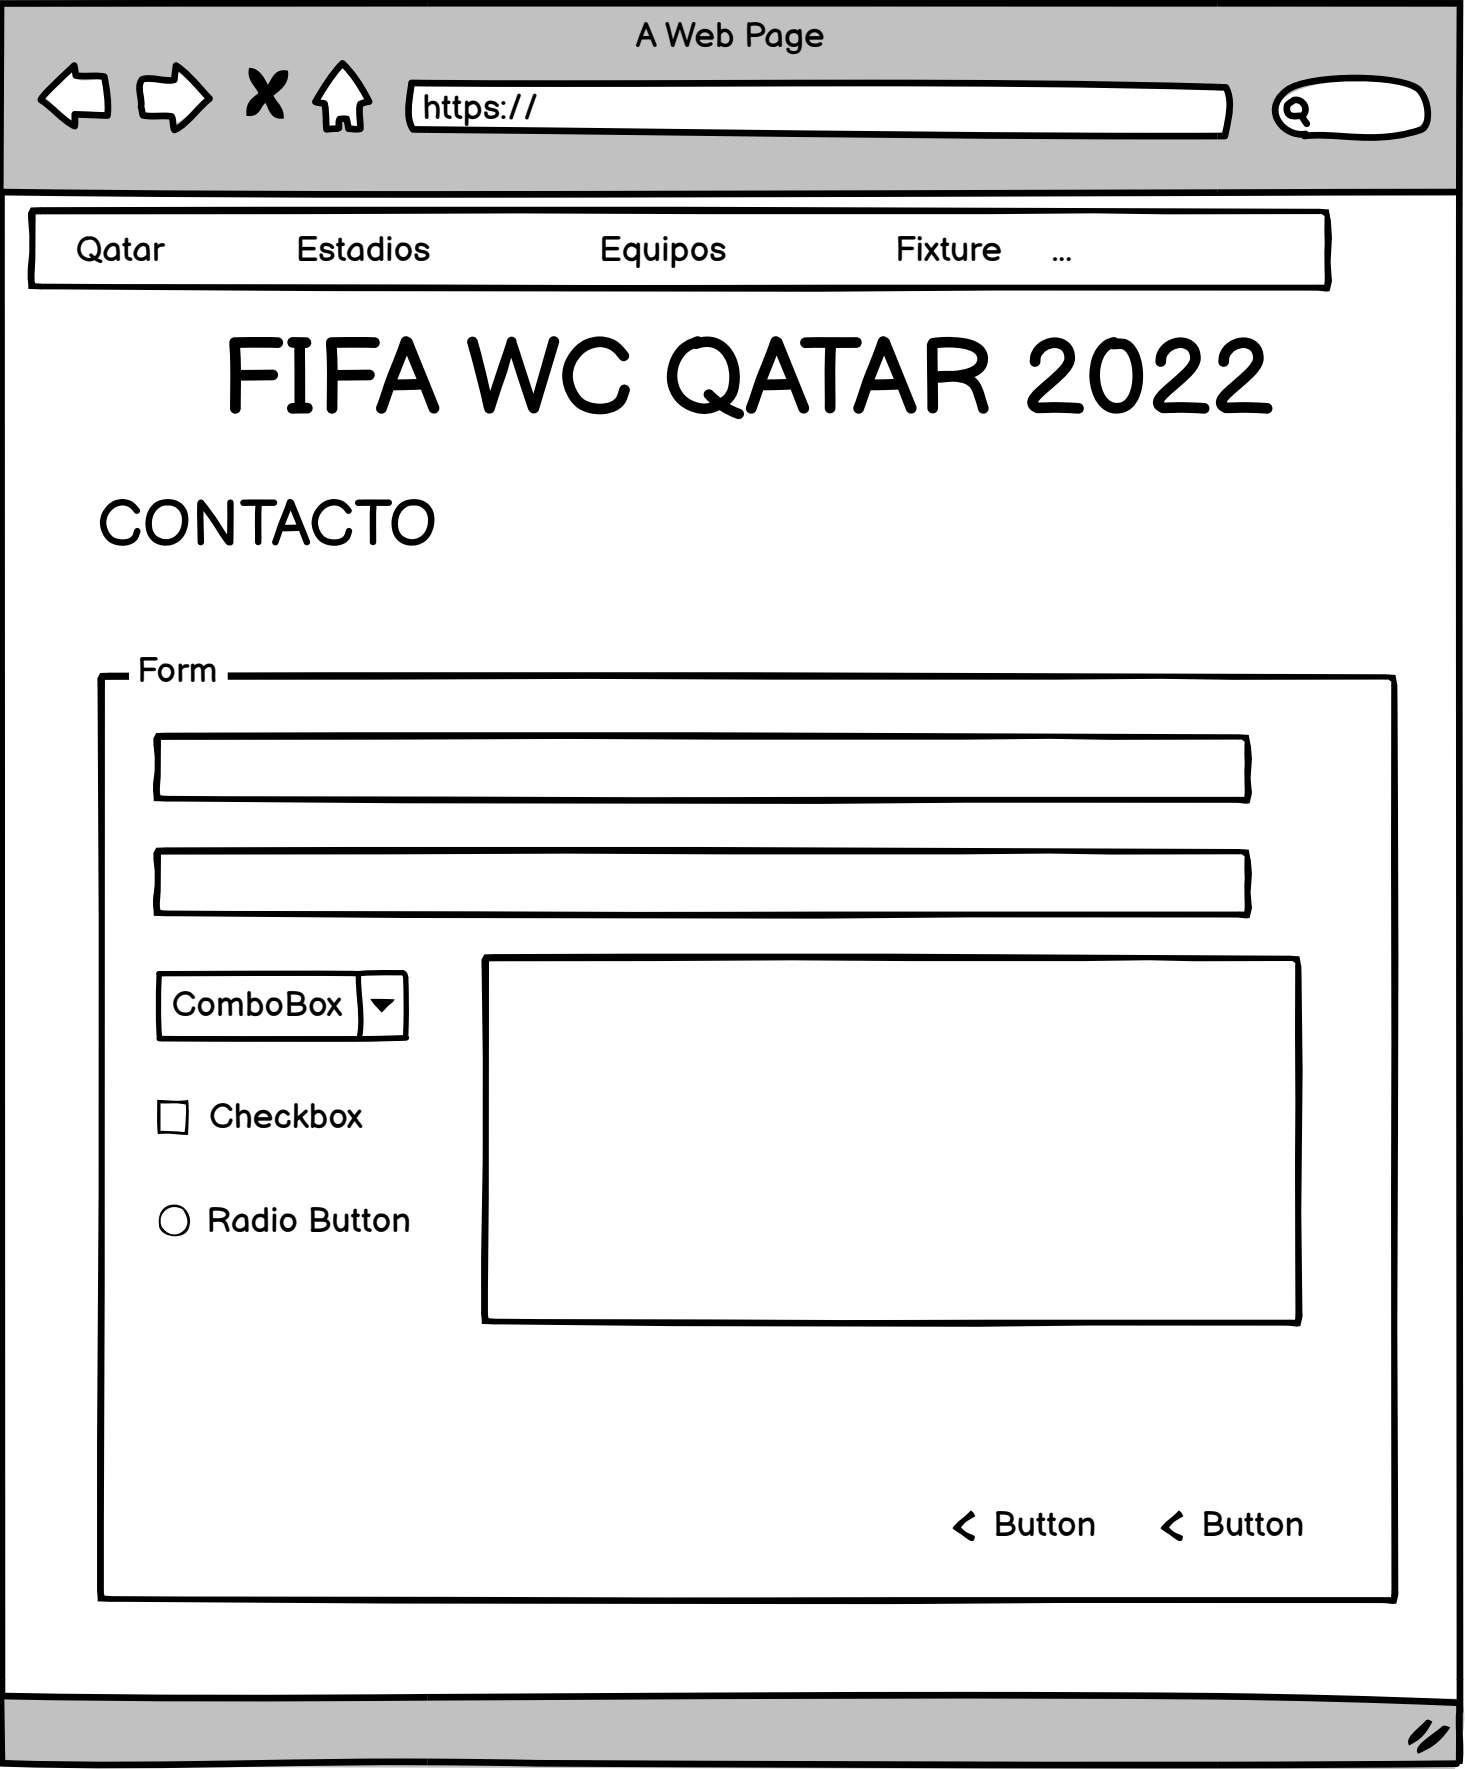 A Web Page
https://
Qatar Estadios Equipos Fixture ...
FIFA WC QATAR 2022
CONTACTO
Form
ComboBox
Checkbox
Radio Button
Button Button